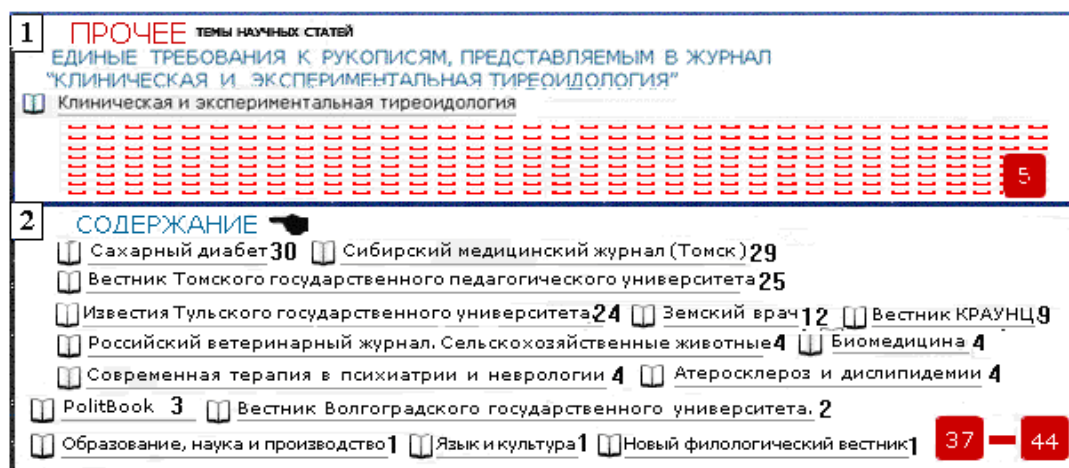 1 ПРОЧЕЕ ТЕМЫ НАУЧНЫХ СТАТЕЙ
ЕДИНЫЕ ТРЕБОВАНИЯ К РУКОПИСЯМ, ПРЕДСТАВЛЯЕМЫМ В ЖУРНАЛ
"КЛИНИЧЕСКАЯ И ЭКСПЕРИМЕНТАЛЬНАЯ ТИРЕОИДОЛОГИЯ"
Клиническая и экспериментальная тиреоидология
5
2 СОДЕРЖАНИЕ
Сахарный диабет 30 Сибирский медицинский журнал (Томск) 29
Вестник Томского государственного педагогического университета 25
Известия Тульского государственного университета 24 Земский врач 12 Вестник КРАУНЦ 9
Российский ветеринарный журнал. Сельскохозяйственные животные 4 Биомедицина 4
Современная терапия в психиатрии и неврологии 4 Атеросклероз и дислипидемии 4
PolitBook 3 Вестник Волгоградского государственного университета. 2
Образование, наука и производство 1 Язык и культура 1 Новый филологический вестник 1 37 – 44